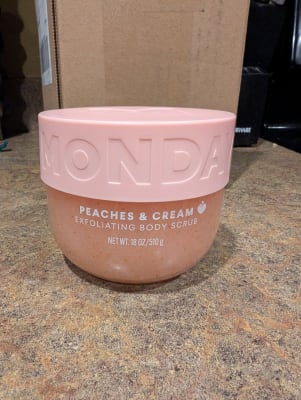 MONDA
PEACHES & CREAM
EXFOLIATING BODY SCRUB
NET WT. 18 OZ/510 g